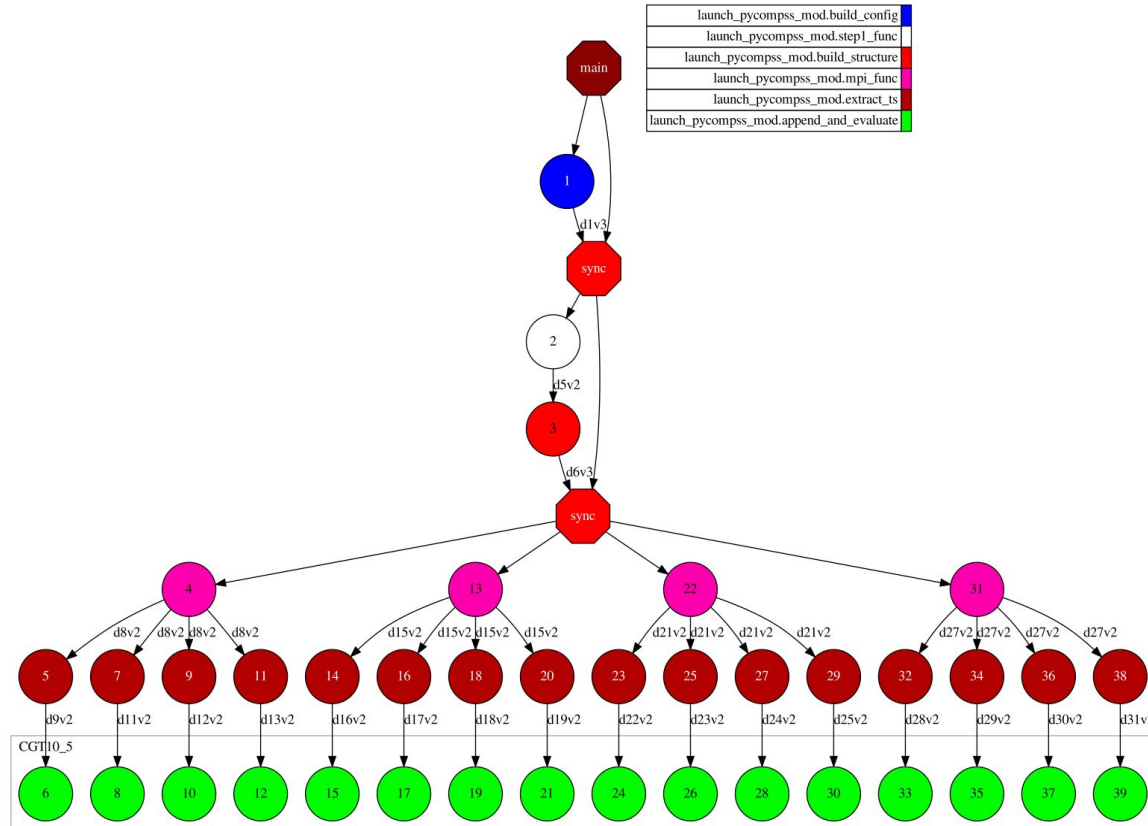 launch_pycompss_mod.build_config
launch_pycompss_mod.step1_func
main
launch_pycompss_mod.build_structure
launch_pycompss_mod.mpi_func
launch_pycompss_mod.extract_ts
launch_pycompss_mod.append_and_evaluate
1
d1v3
sync
2
d5v2
3
d6v3
sync
4 13 22 31
d8v2 d8v2 d8v2 d8v2 d15v2 d15v2 d15v2 d15v2 d21v2 d21v2 d21v2 d21v2 d27v2 d27v2 d27v2 d27v2
5 7 9 11 14 16 18 20 23 25 27 29 32 34 36 38
d9v2 d11v2 d12v2 d13v2 d16v2 d17v2 d18v2 d19v2 d22v2 d23v2 d24v2 d25v2 d28v2 d29v2 d30v2 d31v2
CGT10_5
6 8 10 12 15 17 19 21 24 26 28 30 33 35 37 39